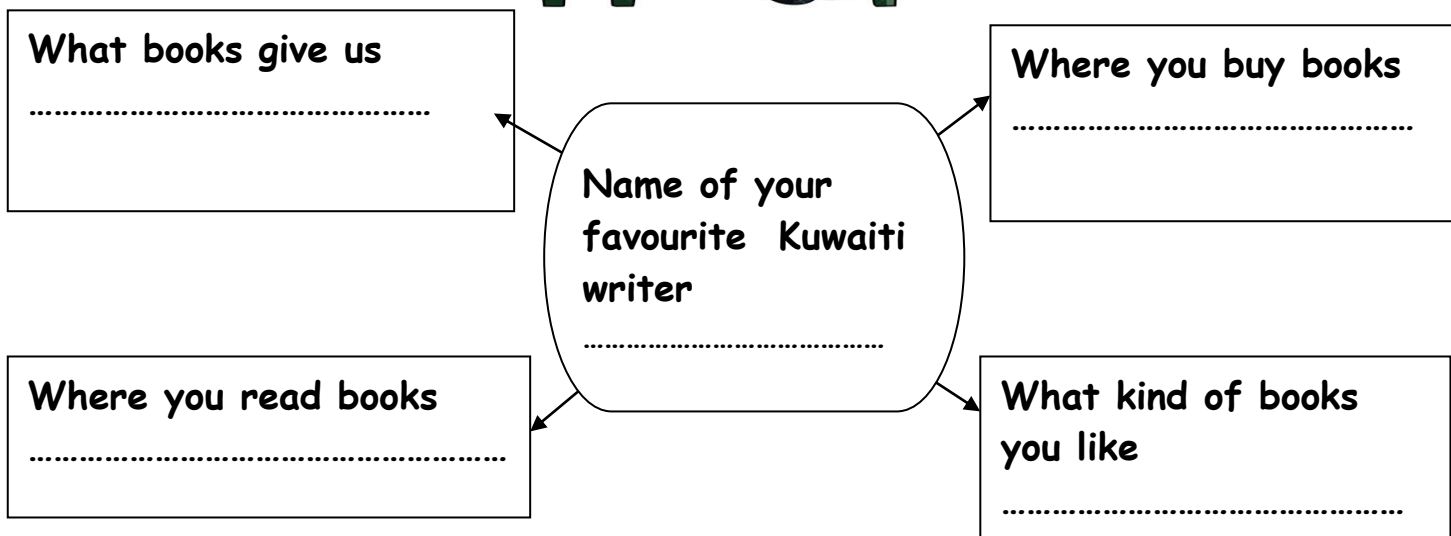 What books give us
................................................
Where you buy books
................................................
Name of your
favourite Kuwaiti
writer
....................................
Where you read books
.........................................................
What kind of books
you like
................................................